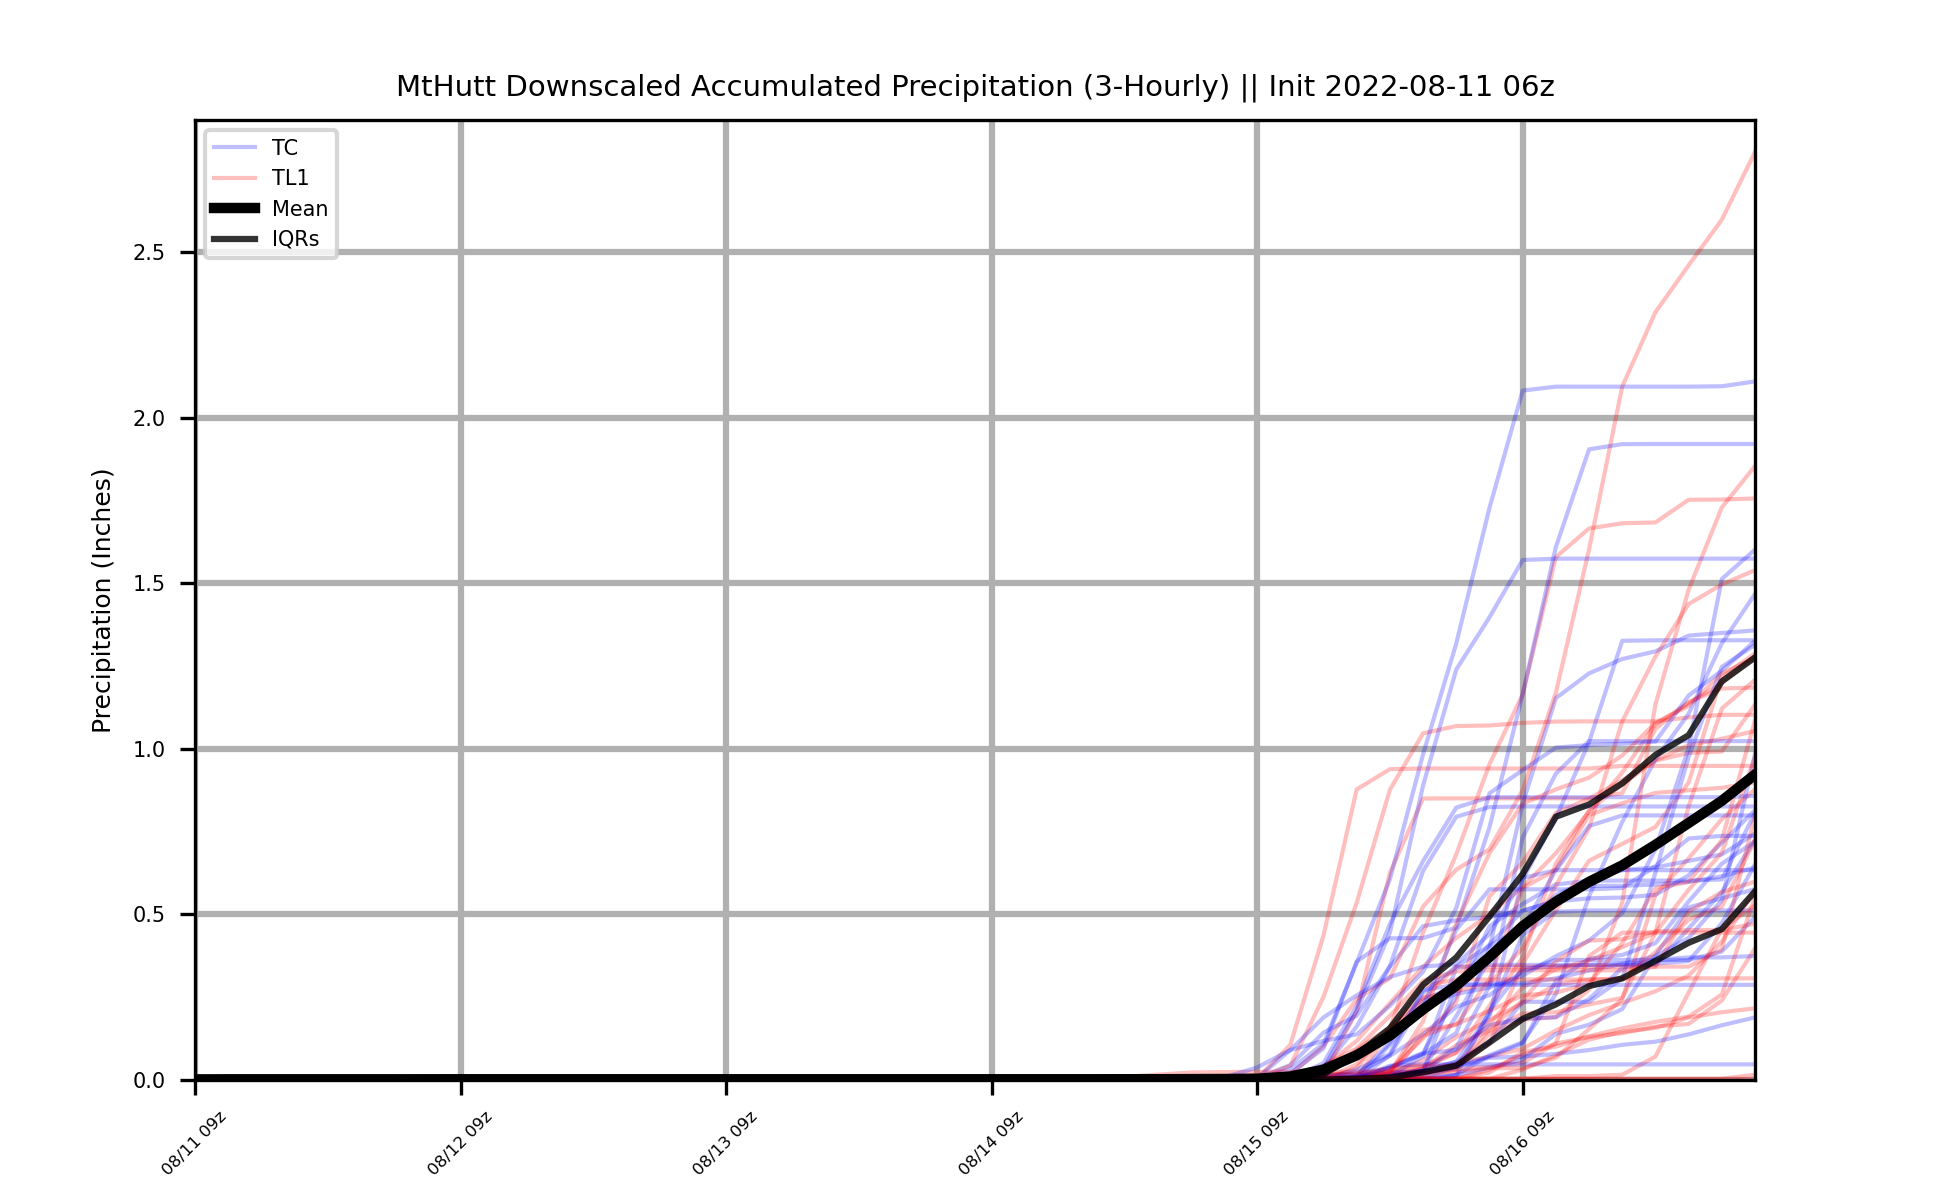 MtHutt Downscaled Accumulated Precipitation (3-Hourly) || Init 2022-08-11 06z
TC
TL1
Mean
IQRs
Precipitation (Inches)
2.5
2.0
1.5
1.0
0.5
0.0
08/11 09z
08/12 09z
08/13 09z
08/14 09z
08/15 09z
08/16 09z